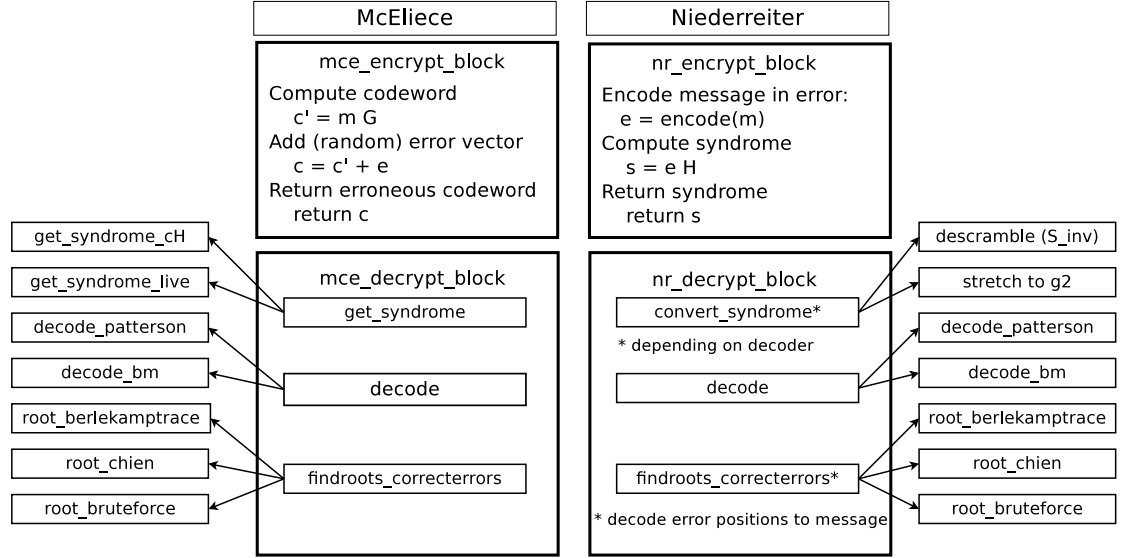 McEliece
mce_encrypt_block
Compute codeword
c' = m G
Add (random) error vector
c = c' + e
Return erroneous codeword
return c
Niederreiter
nr_encrypt_block
Encode message in error:
e = encode(m)
Compute syndrome
s = e H
Return syndrome
return s
get_syndrome_cH
get_syndrome_live
decode_patterson
decode_bm
root_berlekamptrace
root_chien
root_bruteforce
mce_decrypt_block
get_syndrome
decode
findroots_correcterrors
nr_decrypt_block
convert_syndrome*
* depending on decoder
decode
findroots_correcterrors*
* decode error positions to message
descramble (S_inv)
stretch to g2
decode_patterson
decode_bm
root_berlekamptrace
root_chien
root_bruteforce